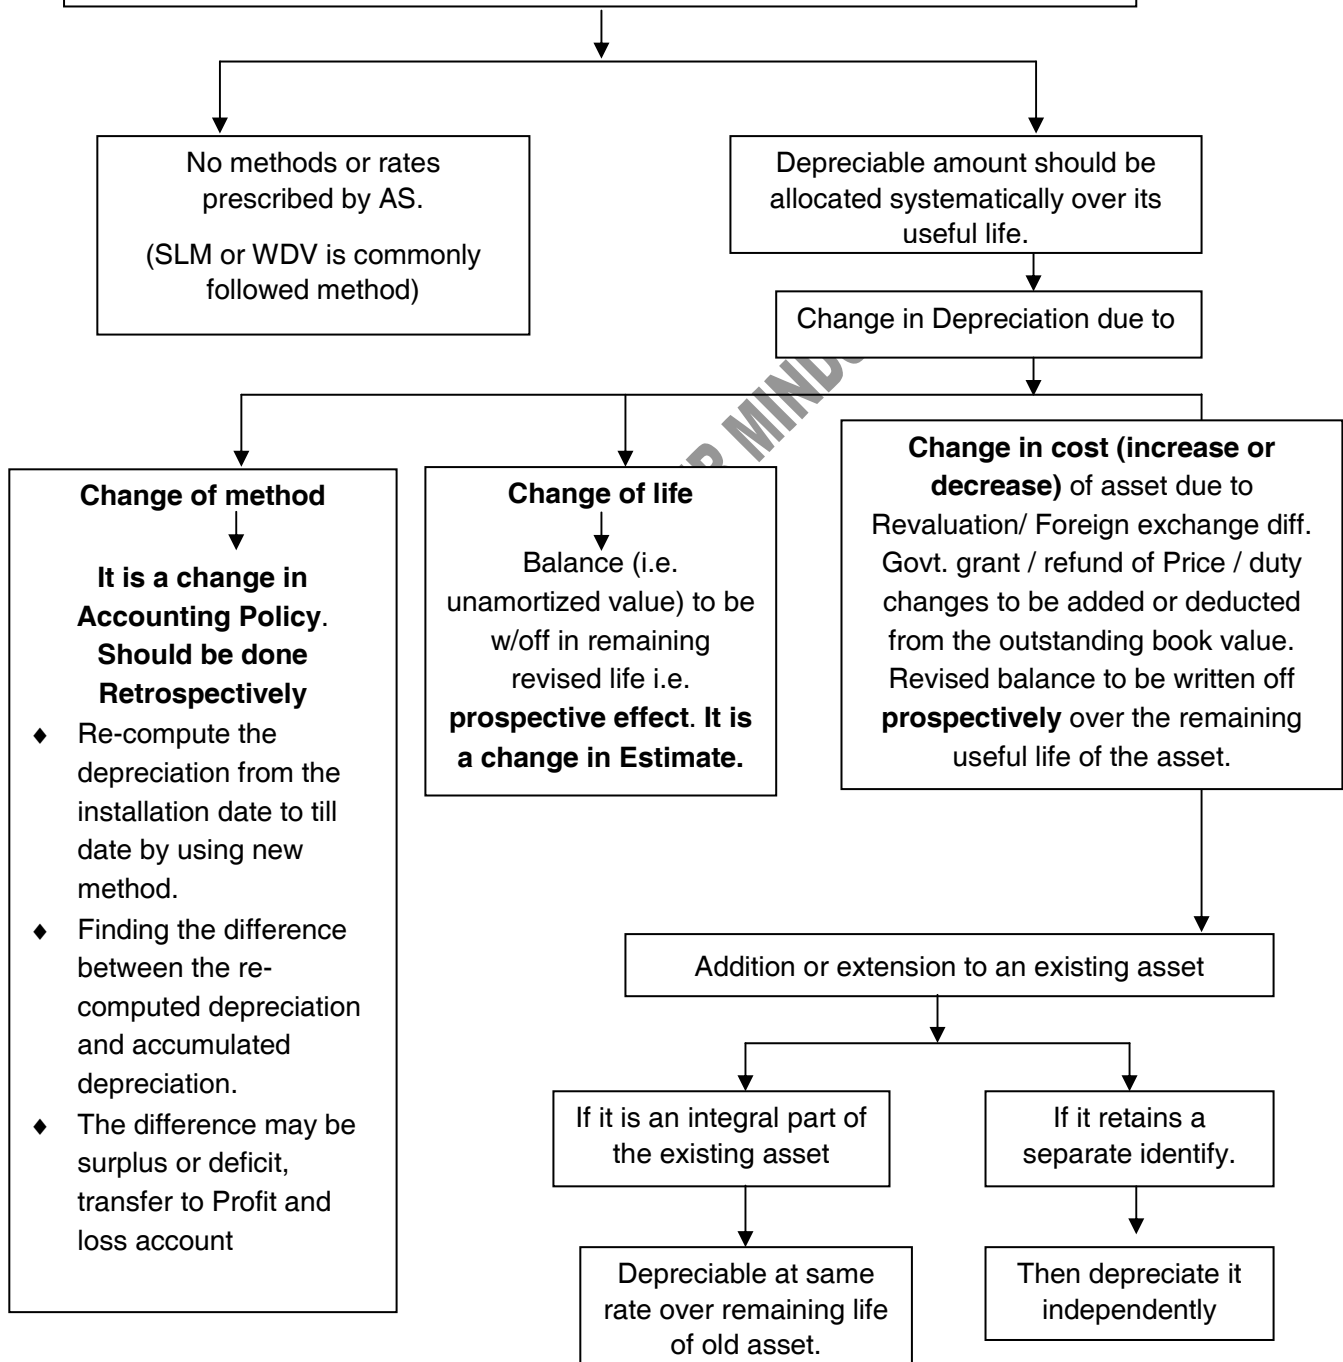 No methods or rates
prescribed by AS.
(SLM or WDV is commonly
followed method)
Depreciable amount should be
allocated systematically over its
useful life.
Change in Depreciation due to
Change of method
It is a change in
Accounting Policy.
Should be done
Retrospectively
♦ Re-compute the
depreciation from the
installation date to till
date by using new
method.
♦ Finding the difference
between the re-
computed depreciation
and accumulated
depreciation.
♦ The difference may be
surplus or deficit,
transfer to Profit and
loss account
Change of life
Balance (i.e.
unamortized value) to be
w/off in remaining
revised life i.e.
prospective effect. It is
a change in Estimate.
Change in cost (increase or
decrease) of asset due to
Revaluation/ Foreign exchange diff.
Govt. grant / refund of Price / duty
changes to be added or deducted
from the outstanding book value.
Revised balance to be written off
prospectively over the remaining
useful life of the asset.
Addition or extension to an existing asset
If it is an integral part of
the existing asset
If it retains a
separate identify.
Depreciable at same
rate over remaining life
of old asset.
Then depreciate it
independently